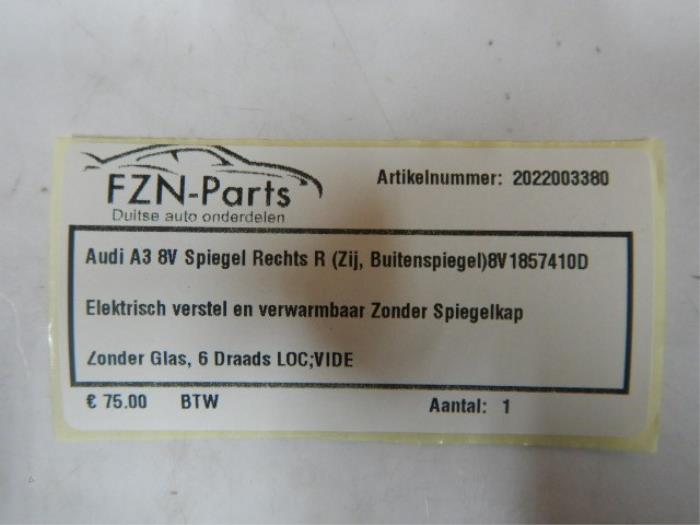 FZN-Parts
Duitse auto onderdelen
Artikelnummer: 2022003380
Audi A3 8V Spiegel Rechts R (Zij, Buitenspiegel)8V1857410D
Elektrisch verstel en verwarmbaar Zonder Spiegelkap
Zonder Glas, 6 Draads LOC;VIDE
€ 75.00 BTW Aantal: 1